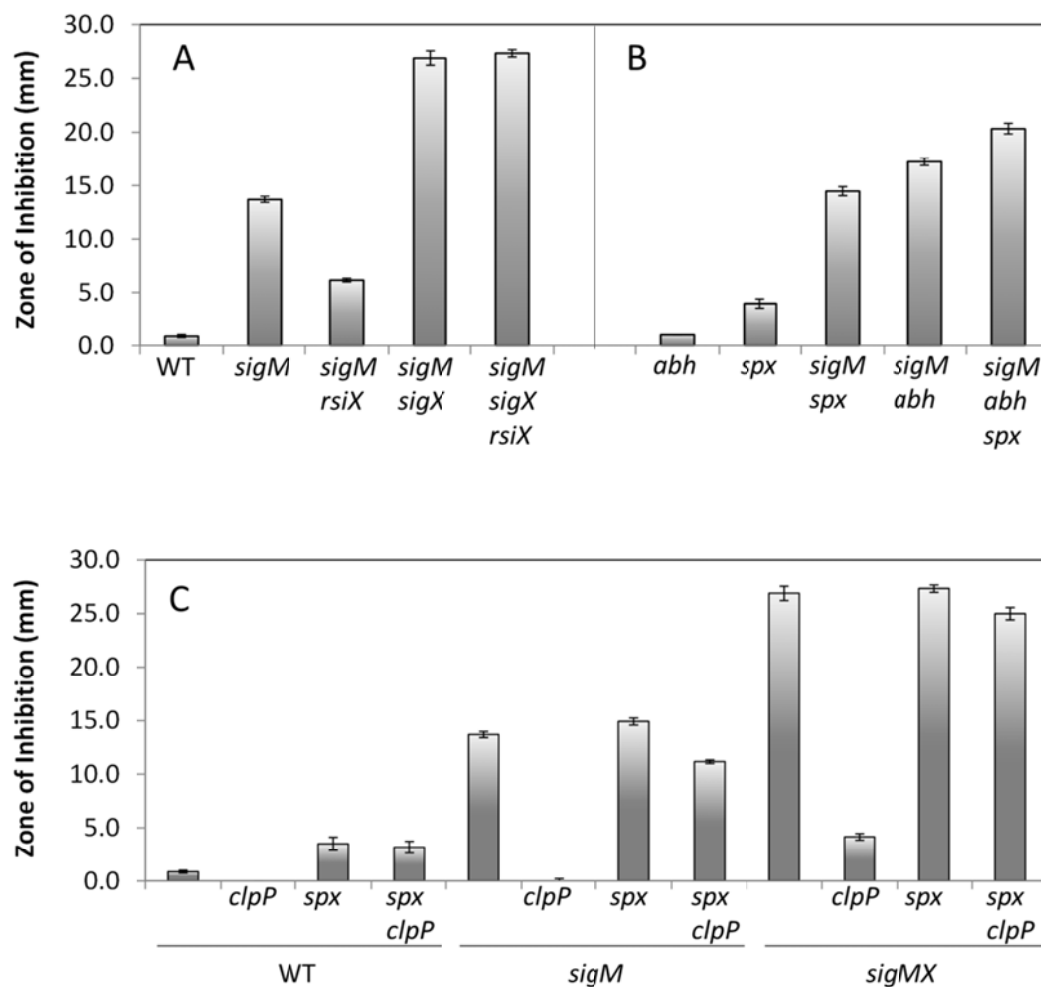 30.0
A
B
25.0
20.0
15.0
10.0
5.0
0.0
Zone of Inhibition (mm)
WT sigM sigM sigM sigM abh spx sigM sigM sigM
rsiX sigX sigX spx abh abh
rsiX spx
30.0
C
25.0
20.0
15.0
10.0
5.0
0.0
Zone of Inhibition (mm)
clpP spx spx clpP spx spx clpP spx spx
clpP clpP clpP
WT sigM sigMX